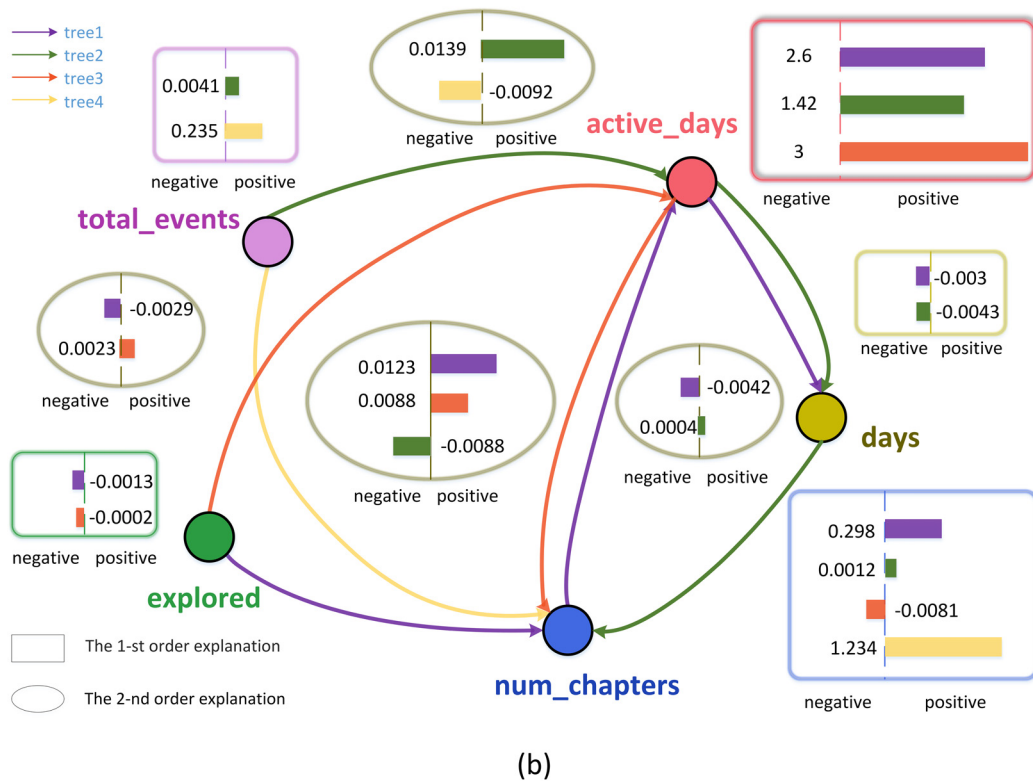 tree1
tree2
tree3
tree4
0.0041
0.235
negative positive
0.0139
-0.0092
negative positive
active_days
2.6
1.42
3
negative positive
total_events
-0.0029
0.0023
negative positive
0.0123
0.0088
-0.0088
negative positive
-0.0042
0.0004
negative positive
-0.003
-0.0043
negative positive
days
-0.0013
-0.0002
negative positive
explored
0.298
0.0012
-0.0081
1.234
negative positive
num_chapters
The 1-st order explanation
The 2-nd order explanation
(b)